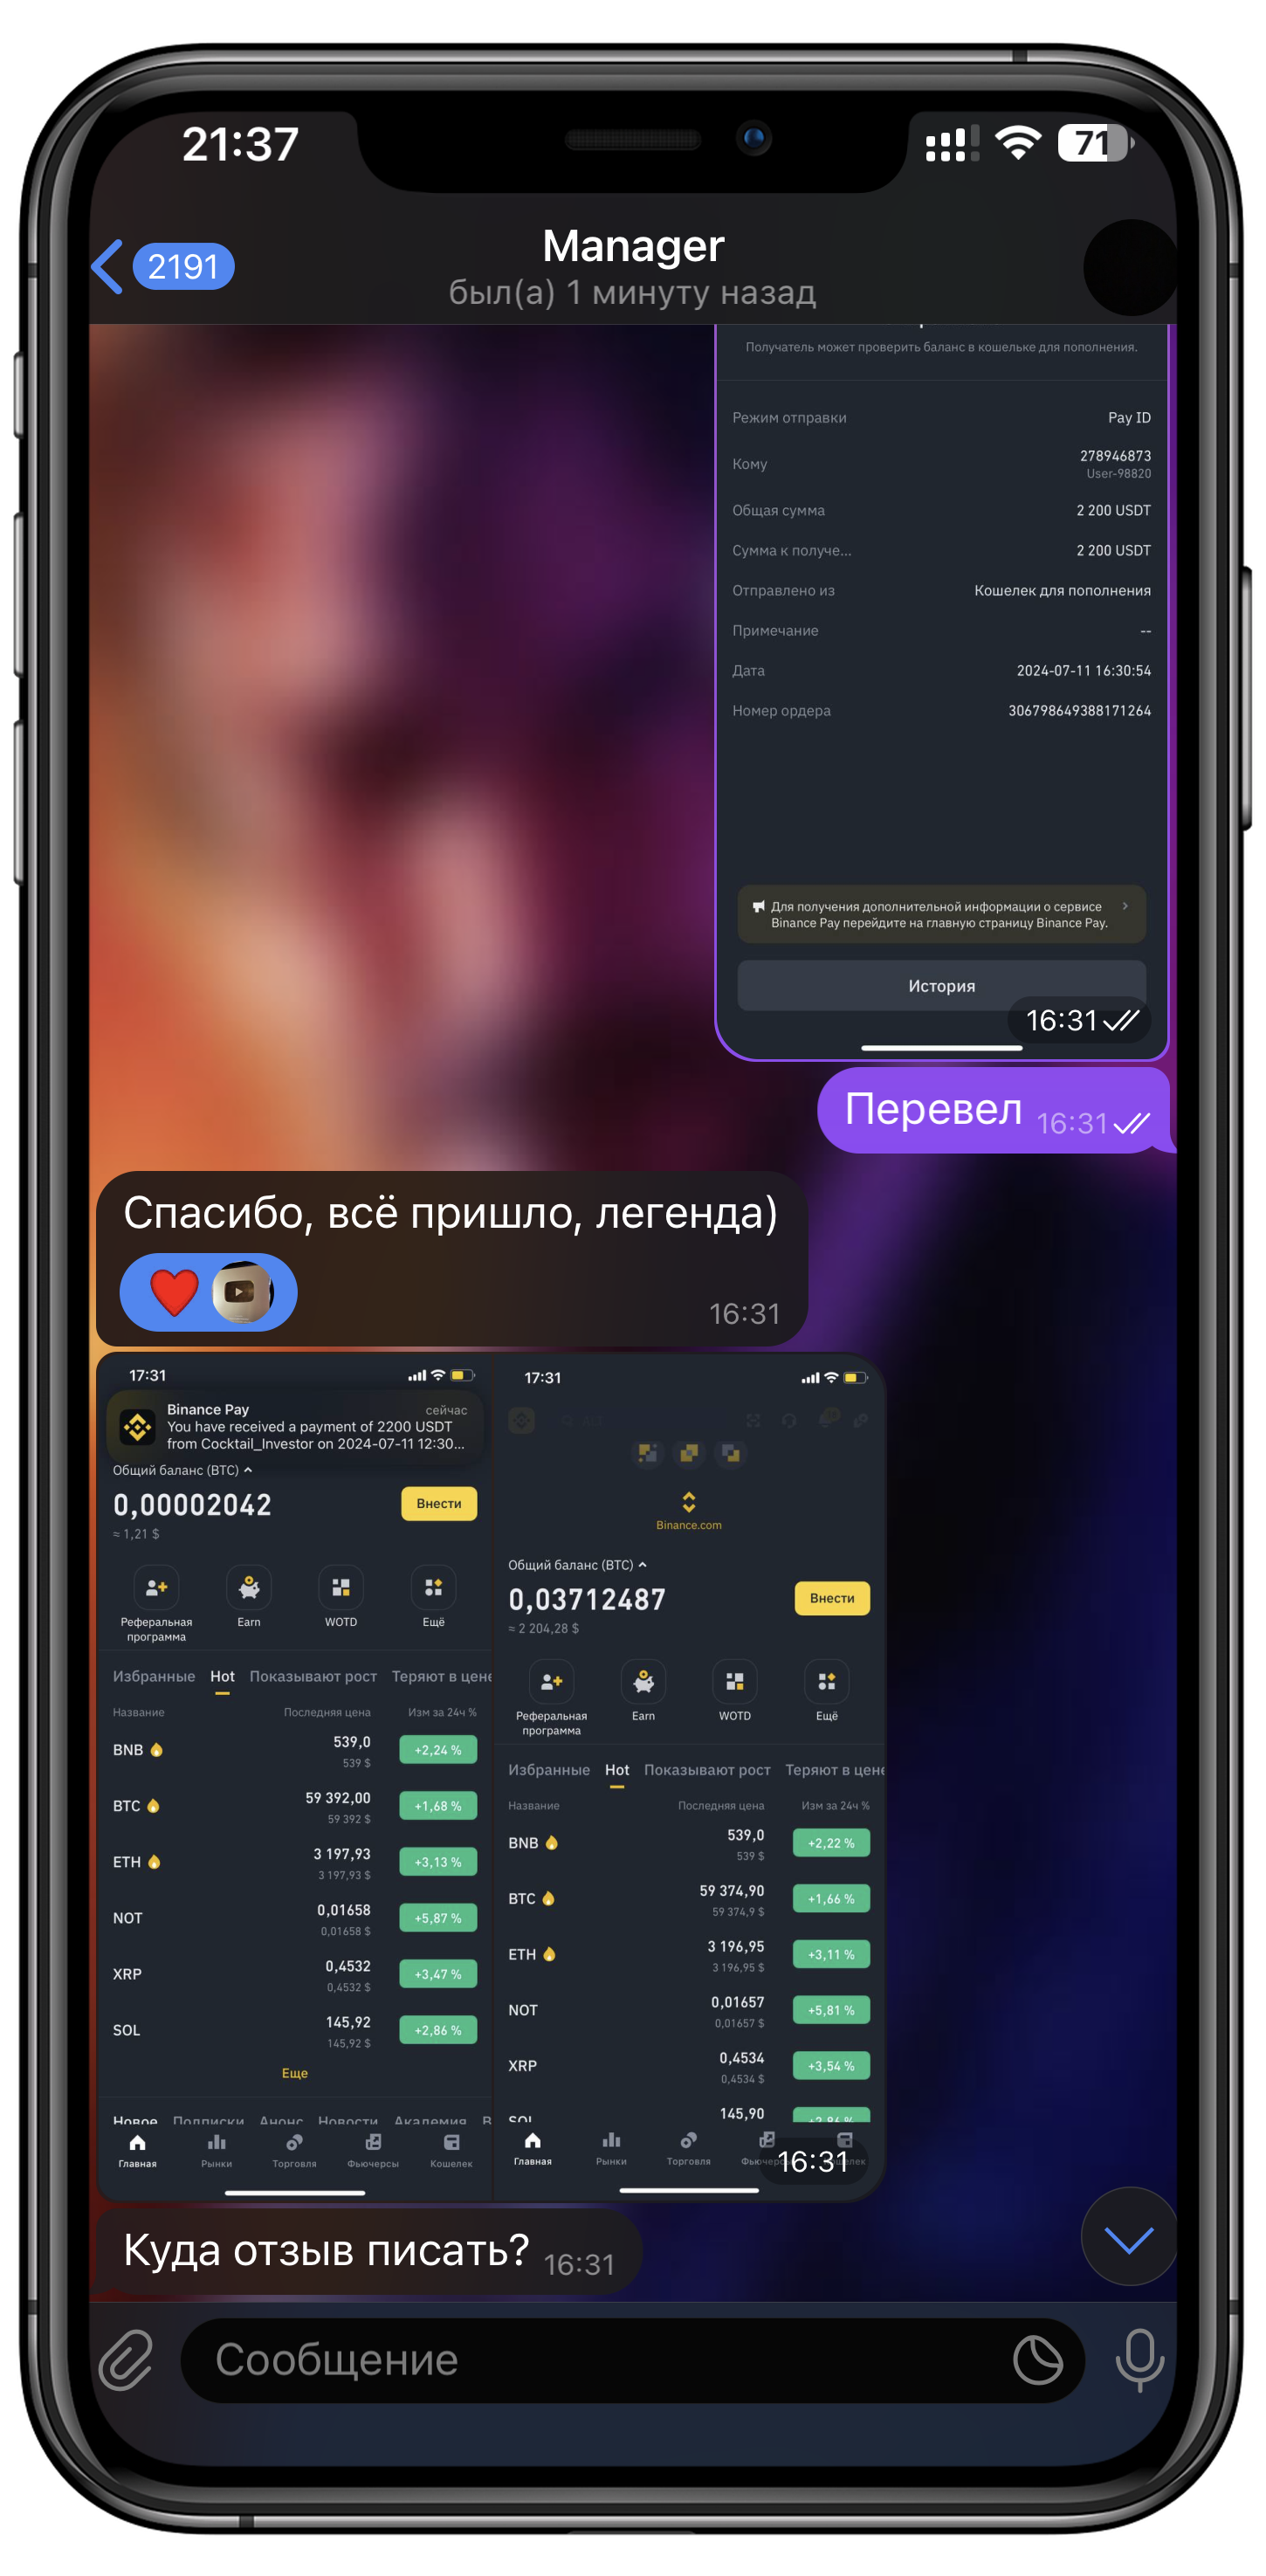 21:37
71
2191
Manager
был(а) 1 минуту назад
Получатель может проверить баланс в кошельке для пополнения.
Режим отправки Pay ID
Кому 278946873
User-98820
Общая сумма 2 200 USDT
Сумма к получе... 2 200 USDT
Отправлено из Кошелек для пополнения
Примечание --
Дата 2024-07-11 16:30:54
Номер ордера 306798649388171264
Для получения дополнительной информации о сервисе
Binance Pay перейдите на главную страницу Binance Pay.
История
16:31
Перевел 16:31
Спасибо, всё пришло, легенда)
16:31
17:31
Binance Pay сейчас
You have received a payment of 2200 USDT
from Cocktail_Investor on 2024-07-11 12:30...
Общий баланс (BTC)
0,00002042 Внести
≈ 1,21 $
Реферальная программа Earn WOTD Ещё
Избранные Hot Показывают рост Теряют в цене
Название Последняя цена Изм за 24ч %
BNB 539,0 +2,24 %
539 $
BTC 59 392,00 +1,68 %
59 392 $
ETH 3 197,93 +3,13 %
3 197,93 $
NOT 0,01658 +5,87 %
0,01658 $
XRP 0,4532 +3,47 %
0,4532 $
SOL 145,92 +2,86 %
145,92 $
Еще
Новое Подписки Анонс Новости Академия В
Главная Рынки Торговля Фьючерсы Кошелек
17:31
Binance.com
Общий баланс (BTC)
0,03712487 Внести
≈ 2 204,28 $
Реферальная программа Earn WOTD Ещё
Избранные Hot Показывают рост Теряют в цене
Название Последняя цена Изм за 24ч %
BNB 539,0 +2,22 %
539 $
BTC 59 374,90 +1,66 %
59 374,9 $
ETH 3 196,95 +3,11 %
3 196,95 $
NOT 0,01657 +5,81 %
0,01657 $
XRP 0,4534 +3,54 %
0,4534 $
SOL 145,90
Главная Рынки Торговля
16:31
Куда отзыв писать? 16:31
Сообщение